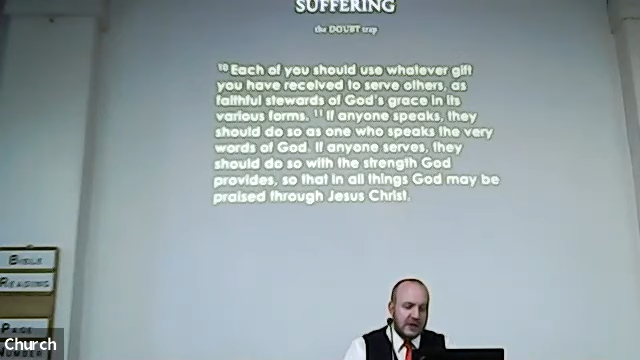 SUFFERING
the DOUBT trap
10 Each of you should use whatever gift
you have received to serve others, as
faithful stewards of God's grace in its
various forms. 11 If anyone speaks, they
should do so as one who speaks the very
words of God. If anyone serves, they
should do so with the strength God
provides, so that in all things God may be
praised through Jesus Christ.
BIBLE
READING
PAGE
NUMBER
Church